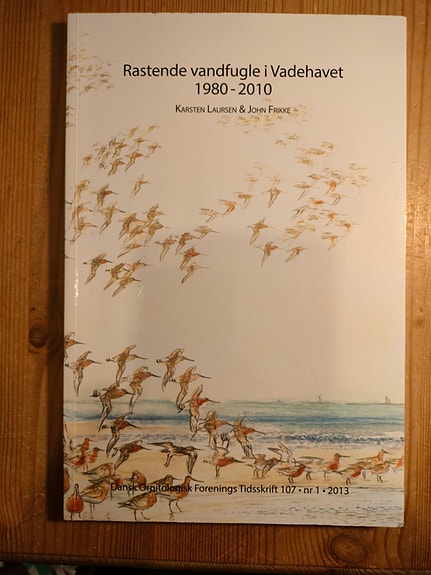 Rastende vandfugle i Vadehavet
1980 - 2010
Karsten Laursen & John Frikke
Dansk Ornitologisk Forenings Tidsskrift 107 • nr 1 • 2013